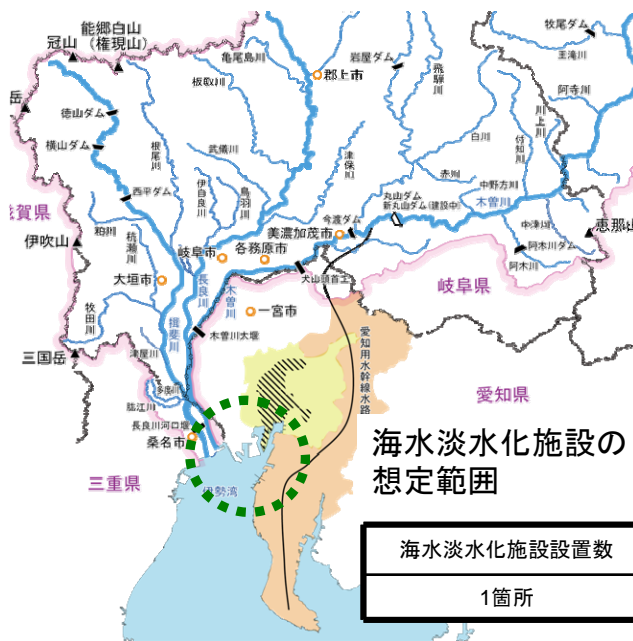 能郷白山
(権現山)
冠山
亀尾島川
板取川
郡上市
岩屋ダム
飛騨川
牧尾ダム
王滝川
阿寺川
川上川
付知川
白川
徳山ダム
横山ダム
根尾川
武儀川
津保川
赤川
西平ダム
伊自良川
鳥羽川
中野方川
丸山ダム
新丸山ダム(建設中)
木曽川
今渡ダム
美濃加茂市
滋賀県
粕川
杭瀬川
伊吹山
岐阜市
各務原市
中津川
恵那山
阿木川ダム
阿木川
大垣市
長良川
木曽川
犬山頭首工
岐阜県
牧田川
揖斐川
一宮市
木曽川大堰
愛知用水幹線水路
三国岳
津屋川
多度川
肱江川
長良川河口堰
桑名市
愛知県
三重県
伊勢湾
海水淡水化施設の
想定範囲
海水淡水化施設設置数
1箇所